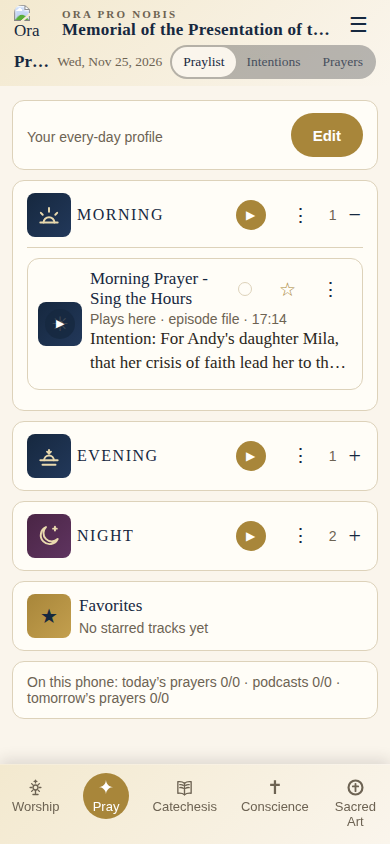 Ora Pr…
ORA PRO NOBIS
Memorial of the Presentation of t…
Wed, Nov 25, 2026
Playlist Intentions Prayers
Your every-day profile
Edit
MORNING 1
Morning Prayer -
Sing the Hours
Plays here · episode file · 17:14
Intention: For Andy's daughter Mila,
that her crisis of faith lead her to th…
EVENING 1
NIGHT 2
Favorites
No starred tracks yet
On this phone: today's prayers 0/0 · podcasts 0/0 ·
tomorrow's prayers 0/0
Worship Pray Catechesis Conscience Sacred
Art